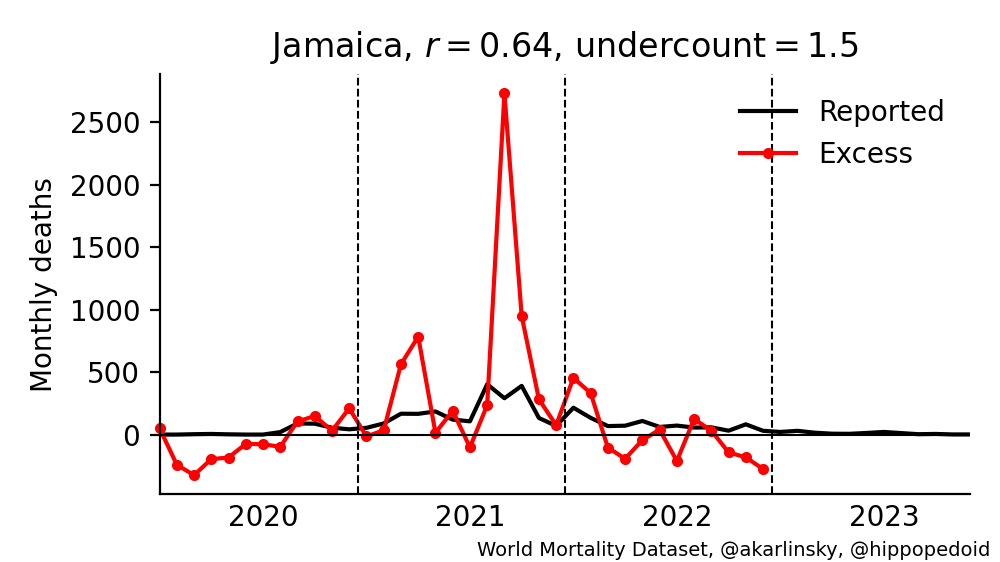 Jamaica, r = 0.64, undercount = 1.5
Monthly deaths
2500
2000
1500
1000
500
0
Reported
Excess
2020 2021 2022 2023
World Mortality Dataset, @akarlinsky, @hippopedoid